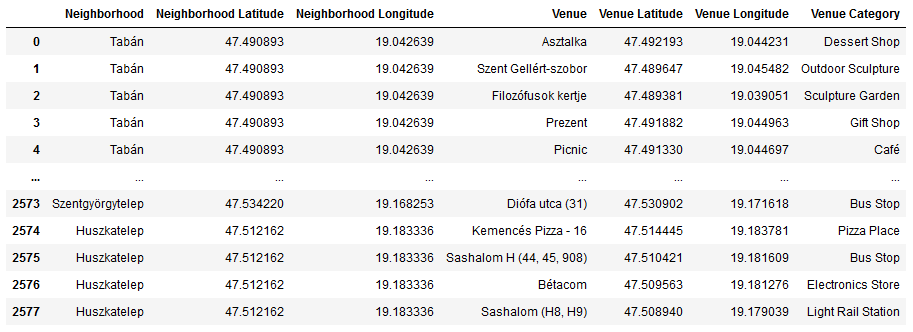 Neighborhood Neighborhood Latitude Neighborhood Longitude Venue Venue Latitude Venue Longitude Venue Category
0 Tabán 47.490893 19.042639 Asztalka 47.492193 19.044231 Dessert Shop
1 Tabán 47.490893 19.042639 Szent Gellért-szobor 47.489647 19.045482 Outdoor Sculpture
2 Tabán 47.490893 19.042639 Filozófusok kertje 47.489381 19.039051 Sculpture Garden
3 Tabán 47.490893 19.042639 Prezent 47.491882 19.044963 Gift Shop
4 Tabán 47.490893 19.042639 Picnic 47.491330 19.044697 Café
... ... ... ... ... ... ... ...
2573 Szentgyörgytelep 47.534220 19.168253 Diófa utca (31) 47.530902 19.171618 Bus Stop
2574 Huszkatelep 47.512162 19.183336 Kemencés Pizza - 16 47.514445 19.183781 Pizza Place
2575 Huszkatelep 47.512162 19.183336 Sashalom H (44, 45, 908) 47.510421 19.181609 Bus Stop
2576 Huszkatelep 47.512162 19.183336 Bétacom 47.509563 19.181276 Electronics Store
2577 Huszkatelep 47.512162 19.183336 Sashalom (H8, H9) 47.508940 19.179039 Light Rail Station